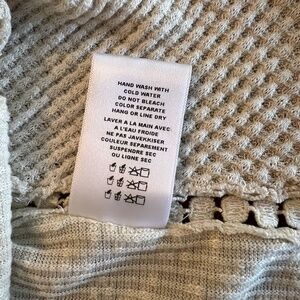 HAND WASH WITH
COLD WATER
DO NOT BLEACH
COLOR SEPARATE
HANG OR LINE DRY
LAVER A LA MAIN AVEC
A L'EAU FROIDE
NE PAS JAVEKKISER
COULEUR SEPAREMENT
SUSPENDRE SEC
OU LIGNE SEC